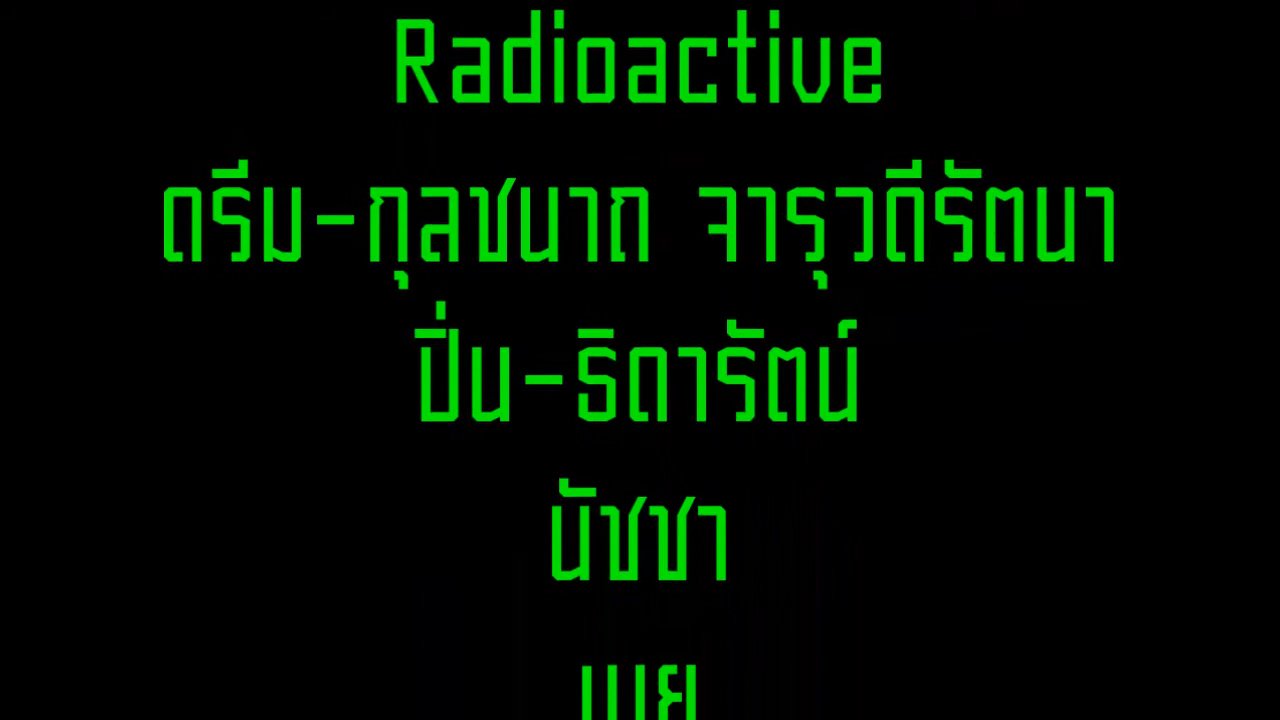 Radioactive
ดรีม-กุลชนาถ จารุวดีรัตนา
ปิ่น-ธิดารัตน์
นัชชา